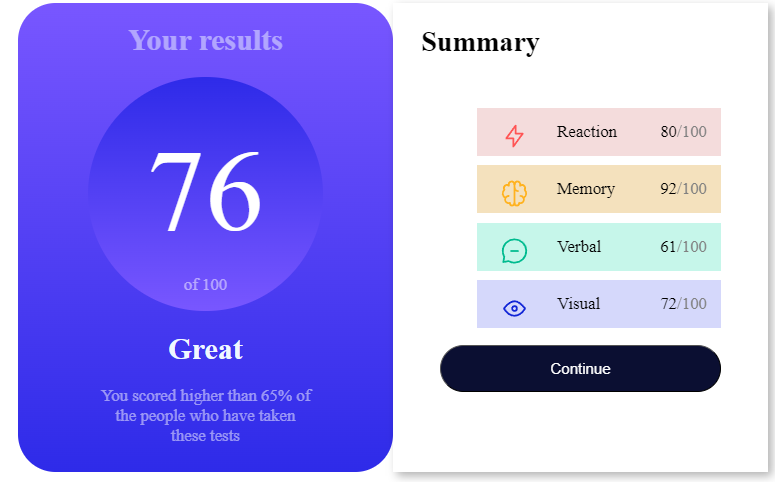 Your results
76
of 100
Great
You scored higher than 65% of
the people who have taken
these tests
Summary
Reaction 80/100
Memory 92/100
Verbal 61/100
Visual 72/100
Continue